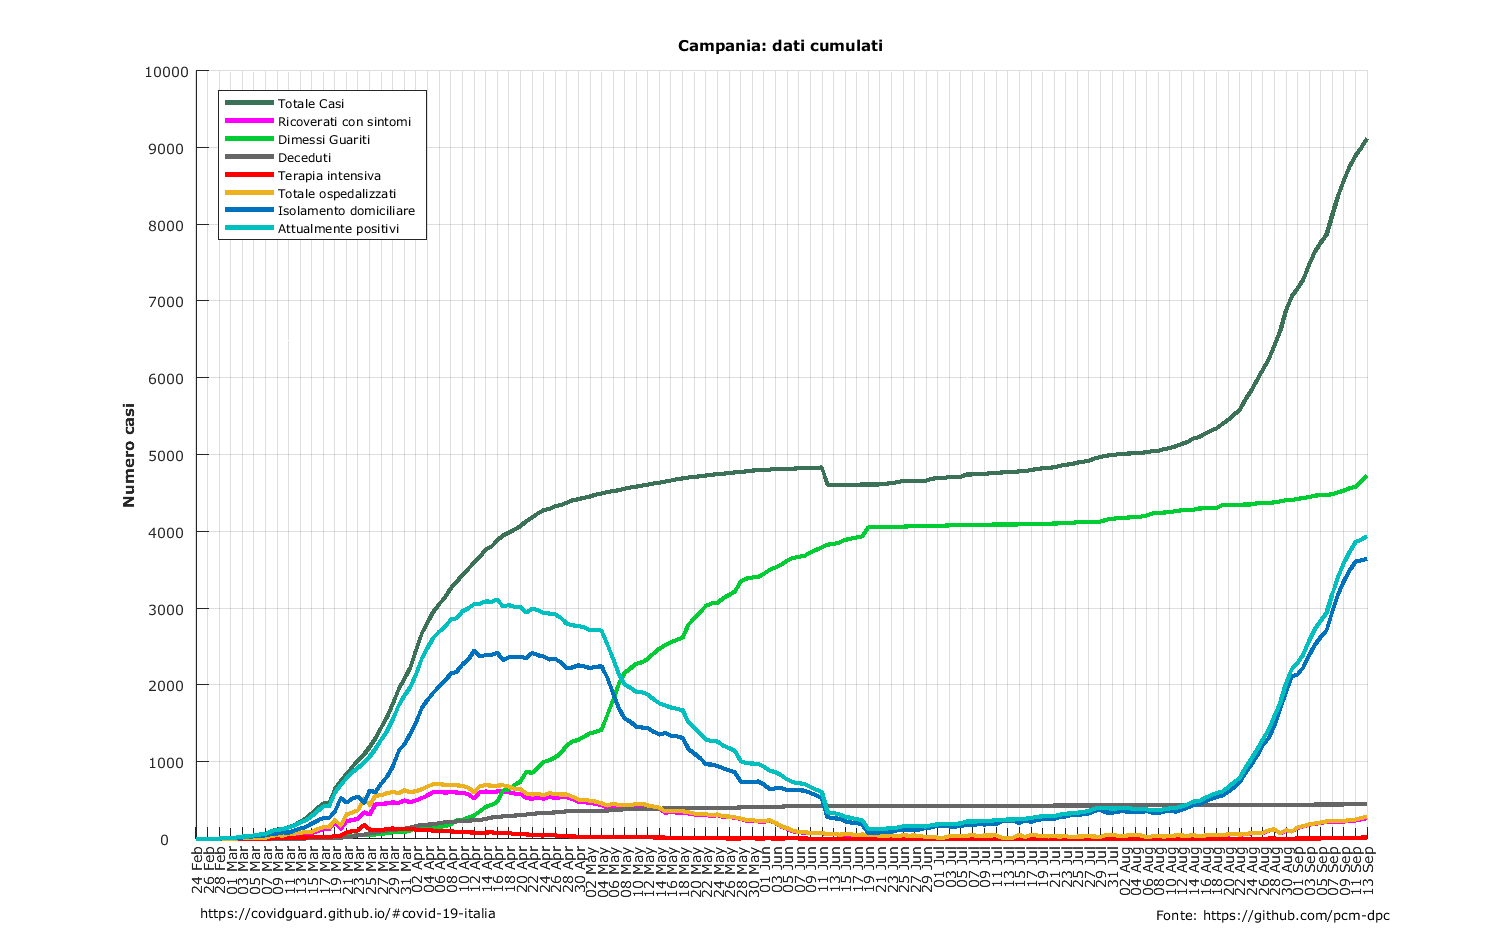 Campania: dati cumulati
10000
9000
8000
7000
6000
5000
4000
3000
2000
1000
0
Numero casi
Totale Casi
Ricoverati con sintomi
Dimessi Guariti
Deceduti
Terapia intensiva
Totale ospedalizzati
Isolamento domiciliare
Attualmente positivi
24 Feb
26 Feb
28 Feb
01 Mar
03 Mar
05 Mar
07 Mar
09 Mar
11 Mar
13 Mar
15 Mar
17 Mar
19 Mar
21 Mar
23 Mar
25 Mar
27 Mar
29 Mar
31 Mar
02 Apr
04 Apr
06 Apr
08 Apr
10 Apr
12 Apr
14 Apr
16 Apr
18 Apr
20 Apr
22 Apr
24 Apr
26 Apr
28 Apr
30 Apr
02 May
04 May
06 May
08 May
10 May
12 May
14 May
16 May
18 May
20 May
22 May
24 May
26 May
28 May
30 May
01 Jun
03 Jun
05 Jun
07 Jun
09 Jun
11 Jun
13 Jun
15 Jun
17 Jun
19 Jun
21 Jun
23 Jun
25 Jun
27 Jun
29 Jun
01 Jul
03 Jul
05 Jul
07 Jul
09 Jul
11 Jul
13 Jul
15 Jul
17 Jul
19 Jul
21 Jul
23 Jul
25 Jul
27 Jul
29 Jul
31 Jul
02 Aug
04 Aug
06 Aug
08 Aug
10 Aug
12 Aug
14 Aug
16 Aug
18 Aug
20 Aug
22 Aug
24 Aug
26 Aug
28 Aug
30 Aug
01 Sep
03 Sep
05 Sep
07 Sep
09 Sep
11 Sep
13 Sep
https://covidguard.github.io/#covid-19-italia
Fonte: https://github.com/pcm-dpc